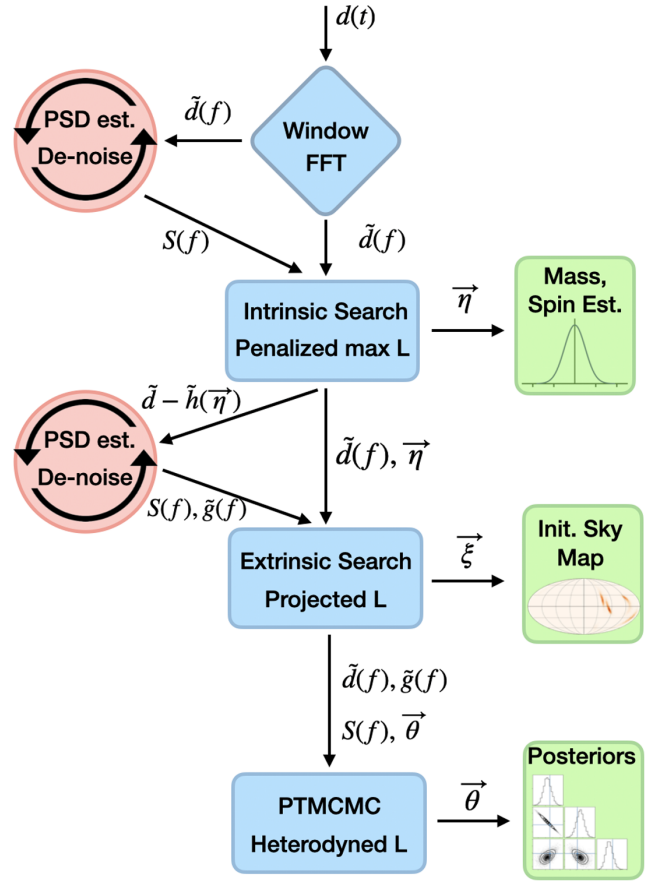 d(t)
PSD est.
De-noise
d̃(f)
Window
FFT
S(f)
d̃(f)
Intrinsic Search
Penalized max L
η⃗
Mass,
Spin Est.
d̃ − h̃(η⃗)
PSD est.
De-noise
d̃(f), η⃗
S(f), g̃(f)
Extrinsic Search
Projected L
ξ⃗
Init. Sky
Map
d̃(f), g̃(f)
S(f), θ⃗
PTMCMC
Heterodyned L
θ⃗
Posteriors